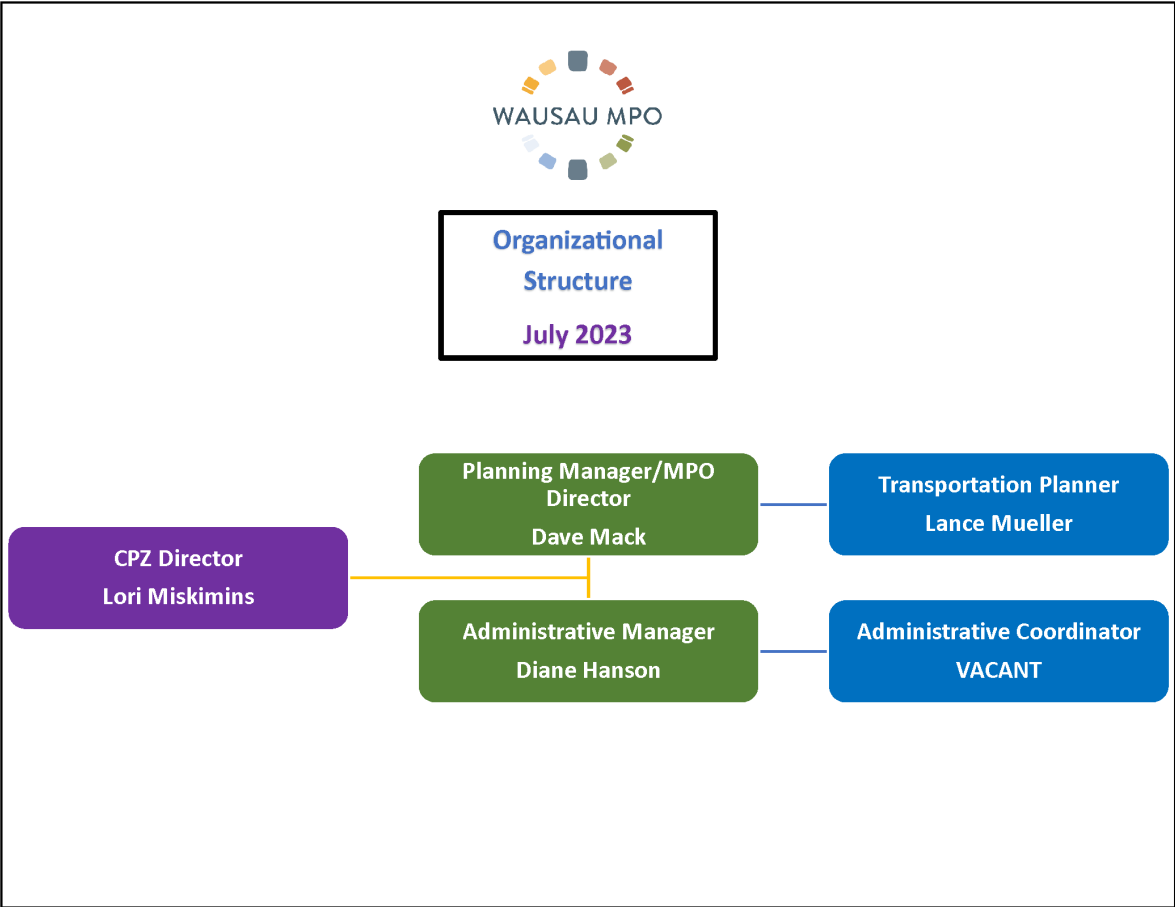 WAUSAU MPO
Organizational
Structure
July 2023
Planning Manager/MPO
Director
Dave Mack
Transportation Planner
Lance Mueller
CPZ Director
Lori Miskimins
Administrative Manager
Diane Hanson
Administrative Coordinator
VACANT